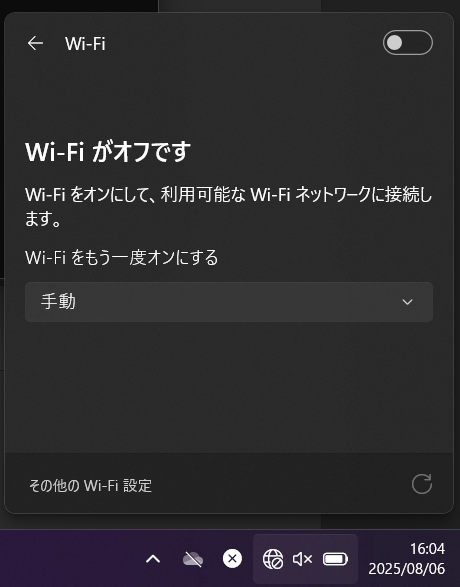 Wi-Fi
Wi-Fi がオフです
Wi-Fi をオンにして、利用可能な Wi-Fi ネットワークに接続し
ます。
Wi-Fi をもう一度オンにする
手動
その他の Wi-Fi 設定
16:04
2025/08/06